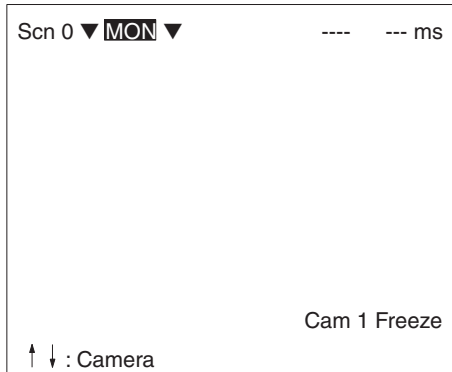 Scn 0 ▼ MON ▼ ---- --- ms
Cam 1 Freeze
↑ ↓ : Camera